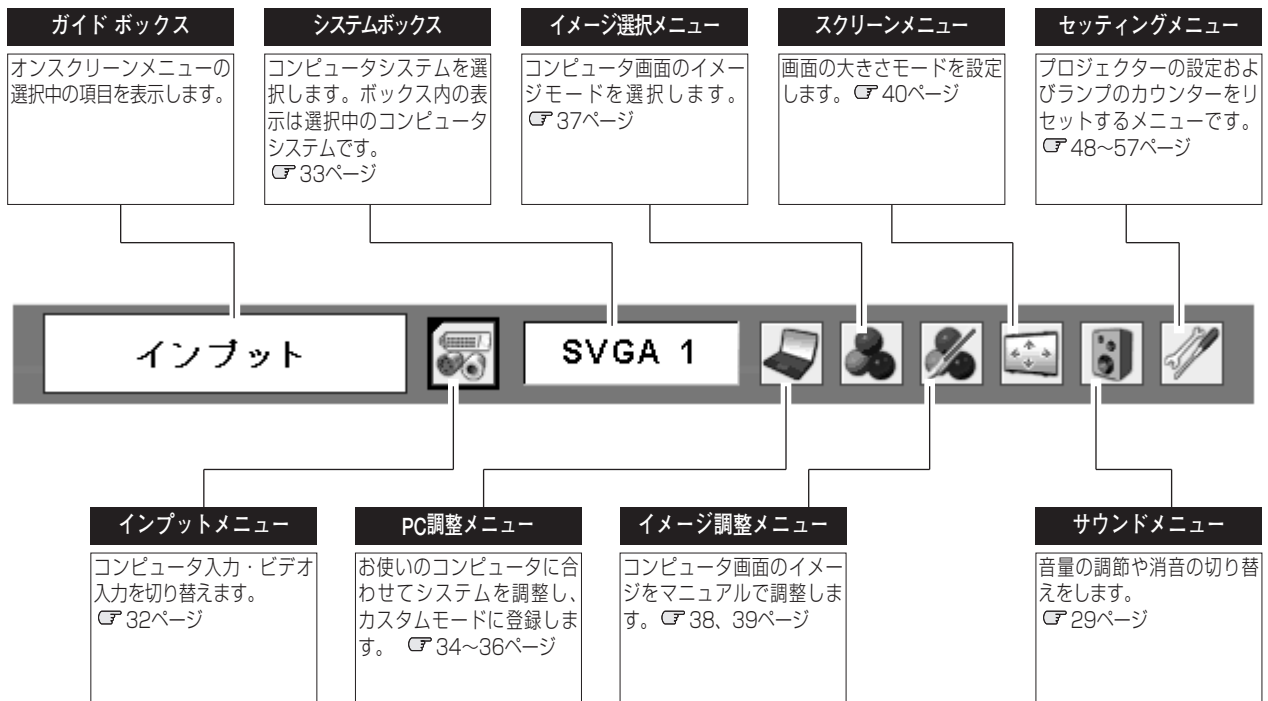 ガイド ボックス
オンスクリーンメニューの
選択中の項目を表示します。
システムボックス
コンピュータシステムを選
択します。ボックス内の表
示は選択中のコンピュータ
システムです。
☞33ページ
イメージ選択メニュー
コンピュータ画面のイメー
ジモードを選択します。
☞37ページ
スクリーンメニュー
画面の大きさモードを設定
します。☞40ページ
セッティングメニュー
プロジェクターの設定およ
びランプのカウンターをリ
セットするメニューです。
☞48~57ページ
インプット
SVGA 1
インプットメニュー
コンピュータ入力・ビデオ
入力を切り替えます。
☞32ページ
PC調整メニュー
お使いのコンピュータに合
わせてシステムを調整し、
カスタムモードに登録しま
す。 ☞34~36ページ
イメージ調整メニュー
コンピュータ画面のイメー
ジをマニュアルで調整しま
す。☞38、39ページ
サウンドメニュー
音量の調節や消音の切り替
えをします。
☞29ページ